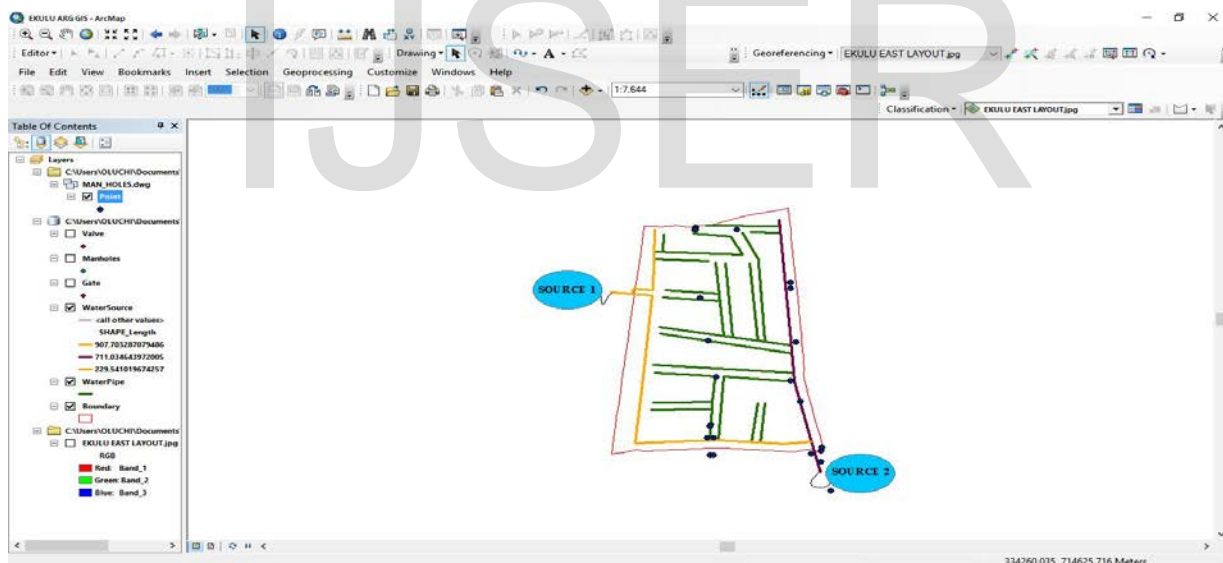 EKULU ARG GIS - ArcMap
Editor
Drawing
A
Georeferencing
EKULU EAST LAYOUT.jpg
File Edit View Bookmarks Insert Selection Geoprocessing Customize Windows Help
1:7,644
Classification
EKULU EAST LAYOUT.jpg
IJSER
Table Of Contents
Layers
C:\Users\OLUCHI\Documents
MAN_HOLES.dwg
Point
C:\Users\OLUCHI\Documents
Valve
Manholes
Gate
WaterSource
<all other values>
SHAPE_Length
907.703287079486
711.034643972005
229.541019674257
WaterPipe
Boundary
C:\Users\OLUCHI\Documents
EKULU EAST LAYOUT.jpg
RGB
Red: Band_1
Green: Band_2
Blue: Band_3
SOURCE 1
SOURCE 2
334260.035 714625.716 Meters